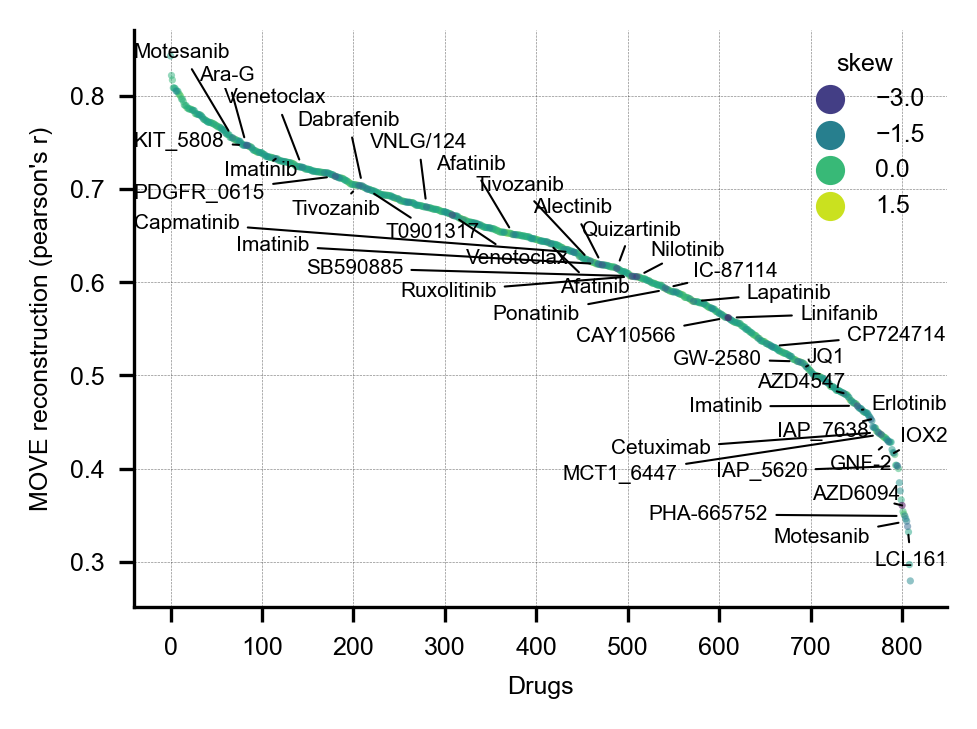 MOVE reconstruction (pearson's r)
0.8
0.7
0.6
0.5
0.4
0.3
0
100
200
300
400
500
600
700
800
Drugs
skew
−3.0
−1.5
0.0
1.5
Motesanib
Ara-G
Venetoclax
Dabrafenib
KIT_5808
VNLG/124
Imatinib
Afatinib
PDGFR_0615
Tivozanib
Tivozanib
Alectinib
Capmatinib
T0901317
Quizartinib
Imatinib
Venetoclax
Nilotinib
SB590885
IC-87114
Ruxolitinib
Afatinib
Lapatinib
Ponatinib
Linifanib
CAY10566
CP724714
GW-2580
JQ1
AZD4547
Imatinib
Erlotinib
IAP_7638
IOX2
Cetuximab
GNF-2
MCT1_6447
IAP_5620
AZD6094
PHA-665752
Motesanib
LCL161